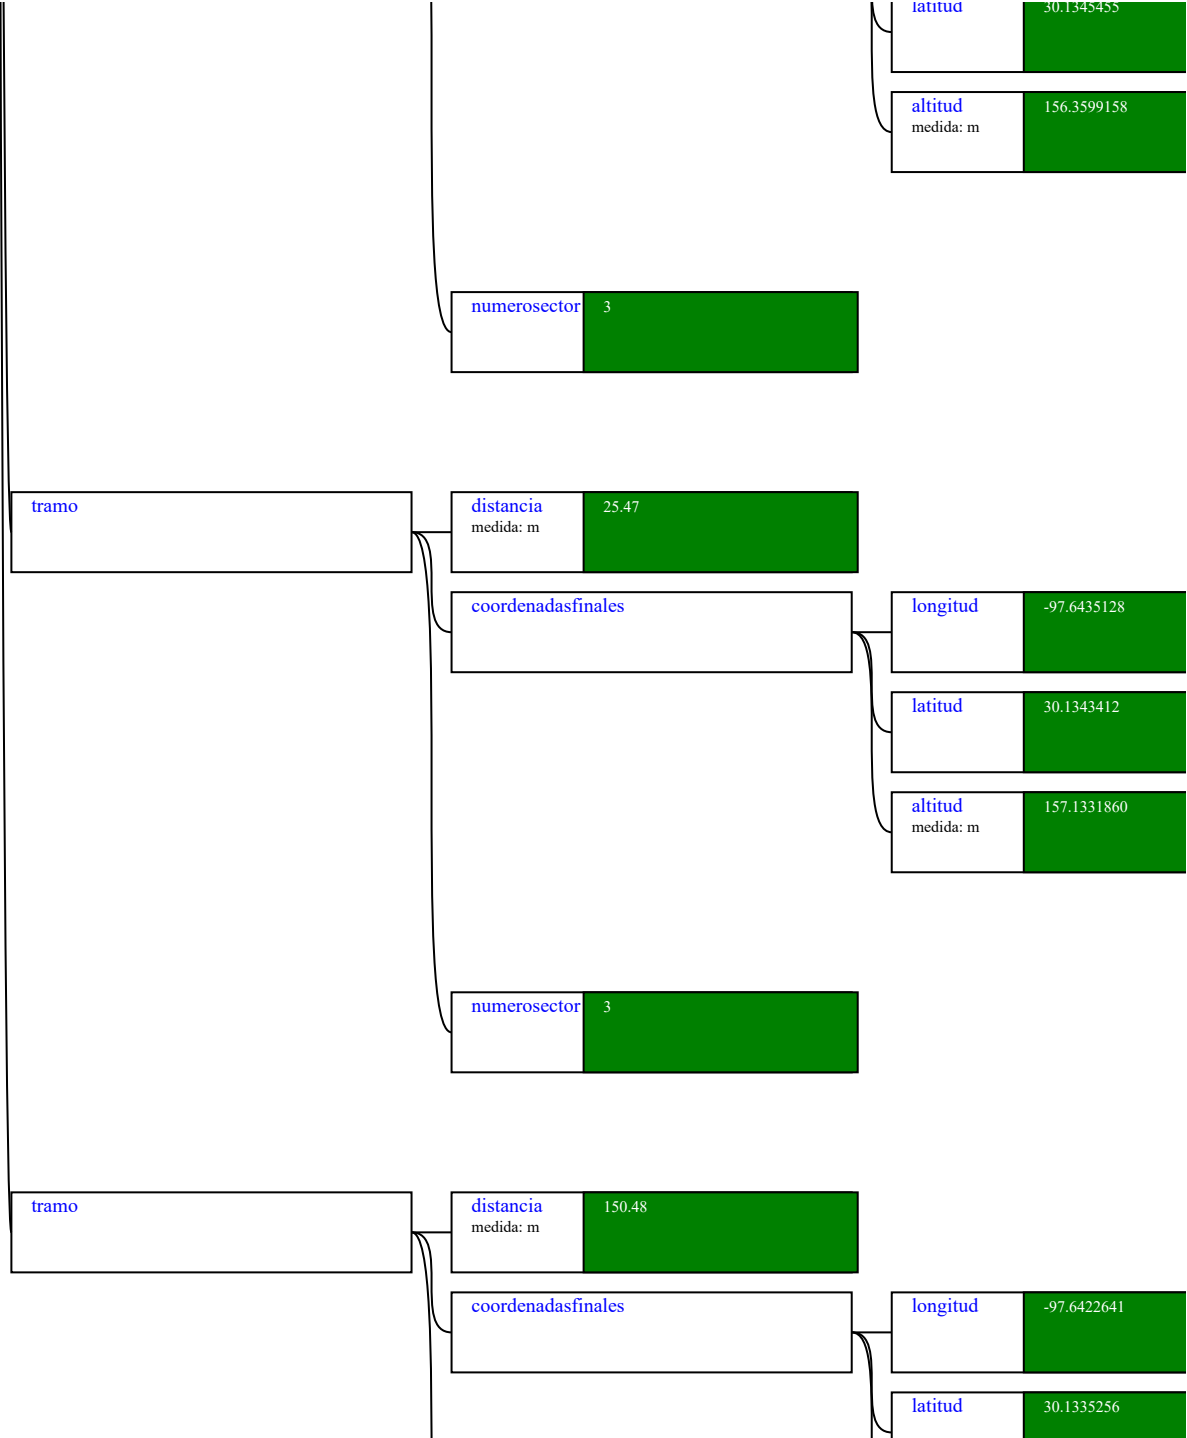 latitud 30.1345455
altitud 156.3599158
medida: m
numerosector 3
tramo distancia 25.47
medida: m
coordenadasfinales longitud -97.6435128
latitud 30.1343412
altitud 157.1331860
medida: m
numerosector 3
tramo distancia 150.48
medida: m
coordenadasfinales longitud -97.6422641
latitud 30.1335256